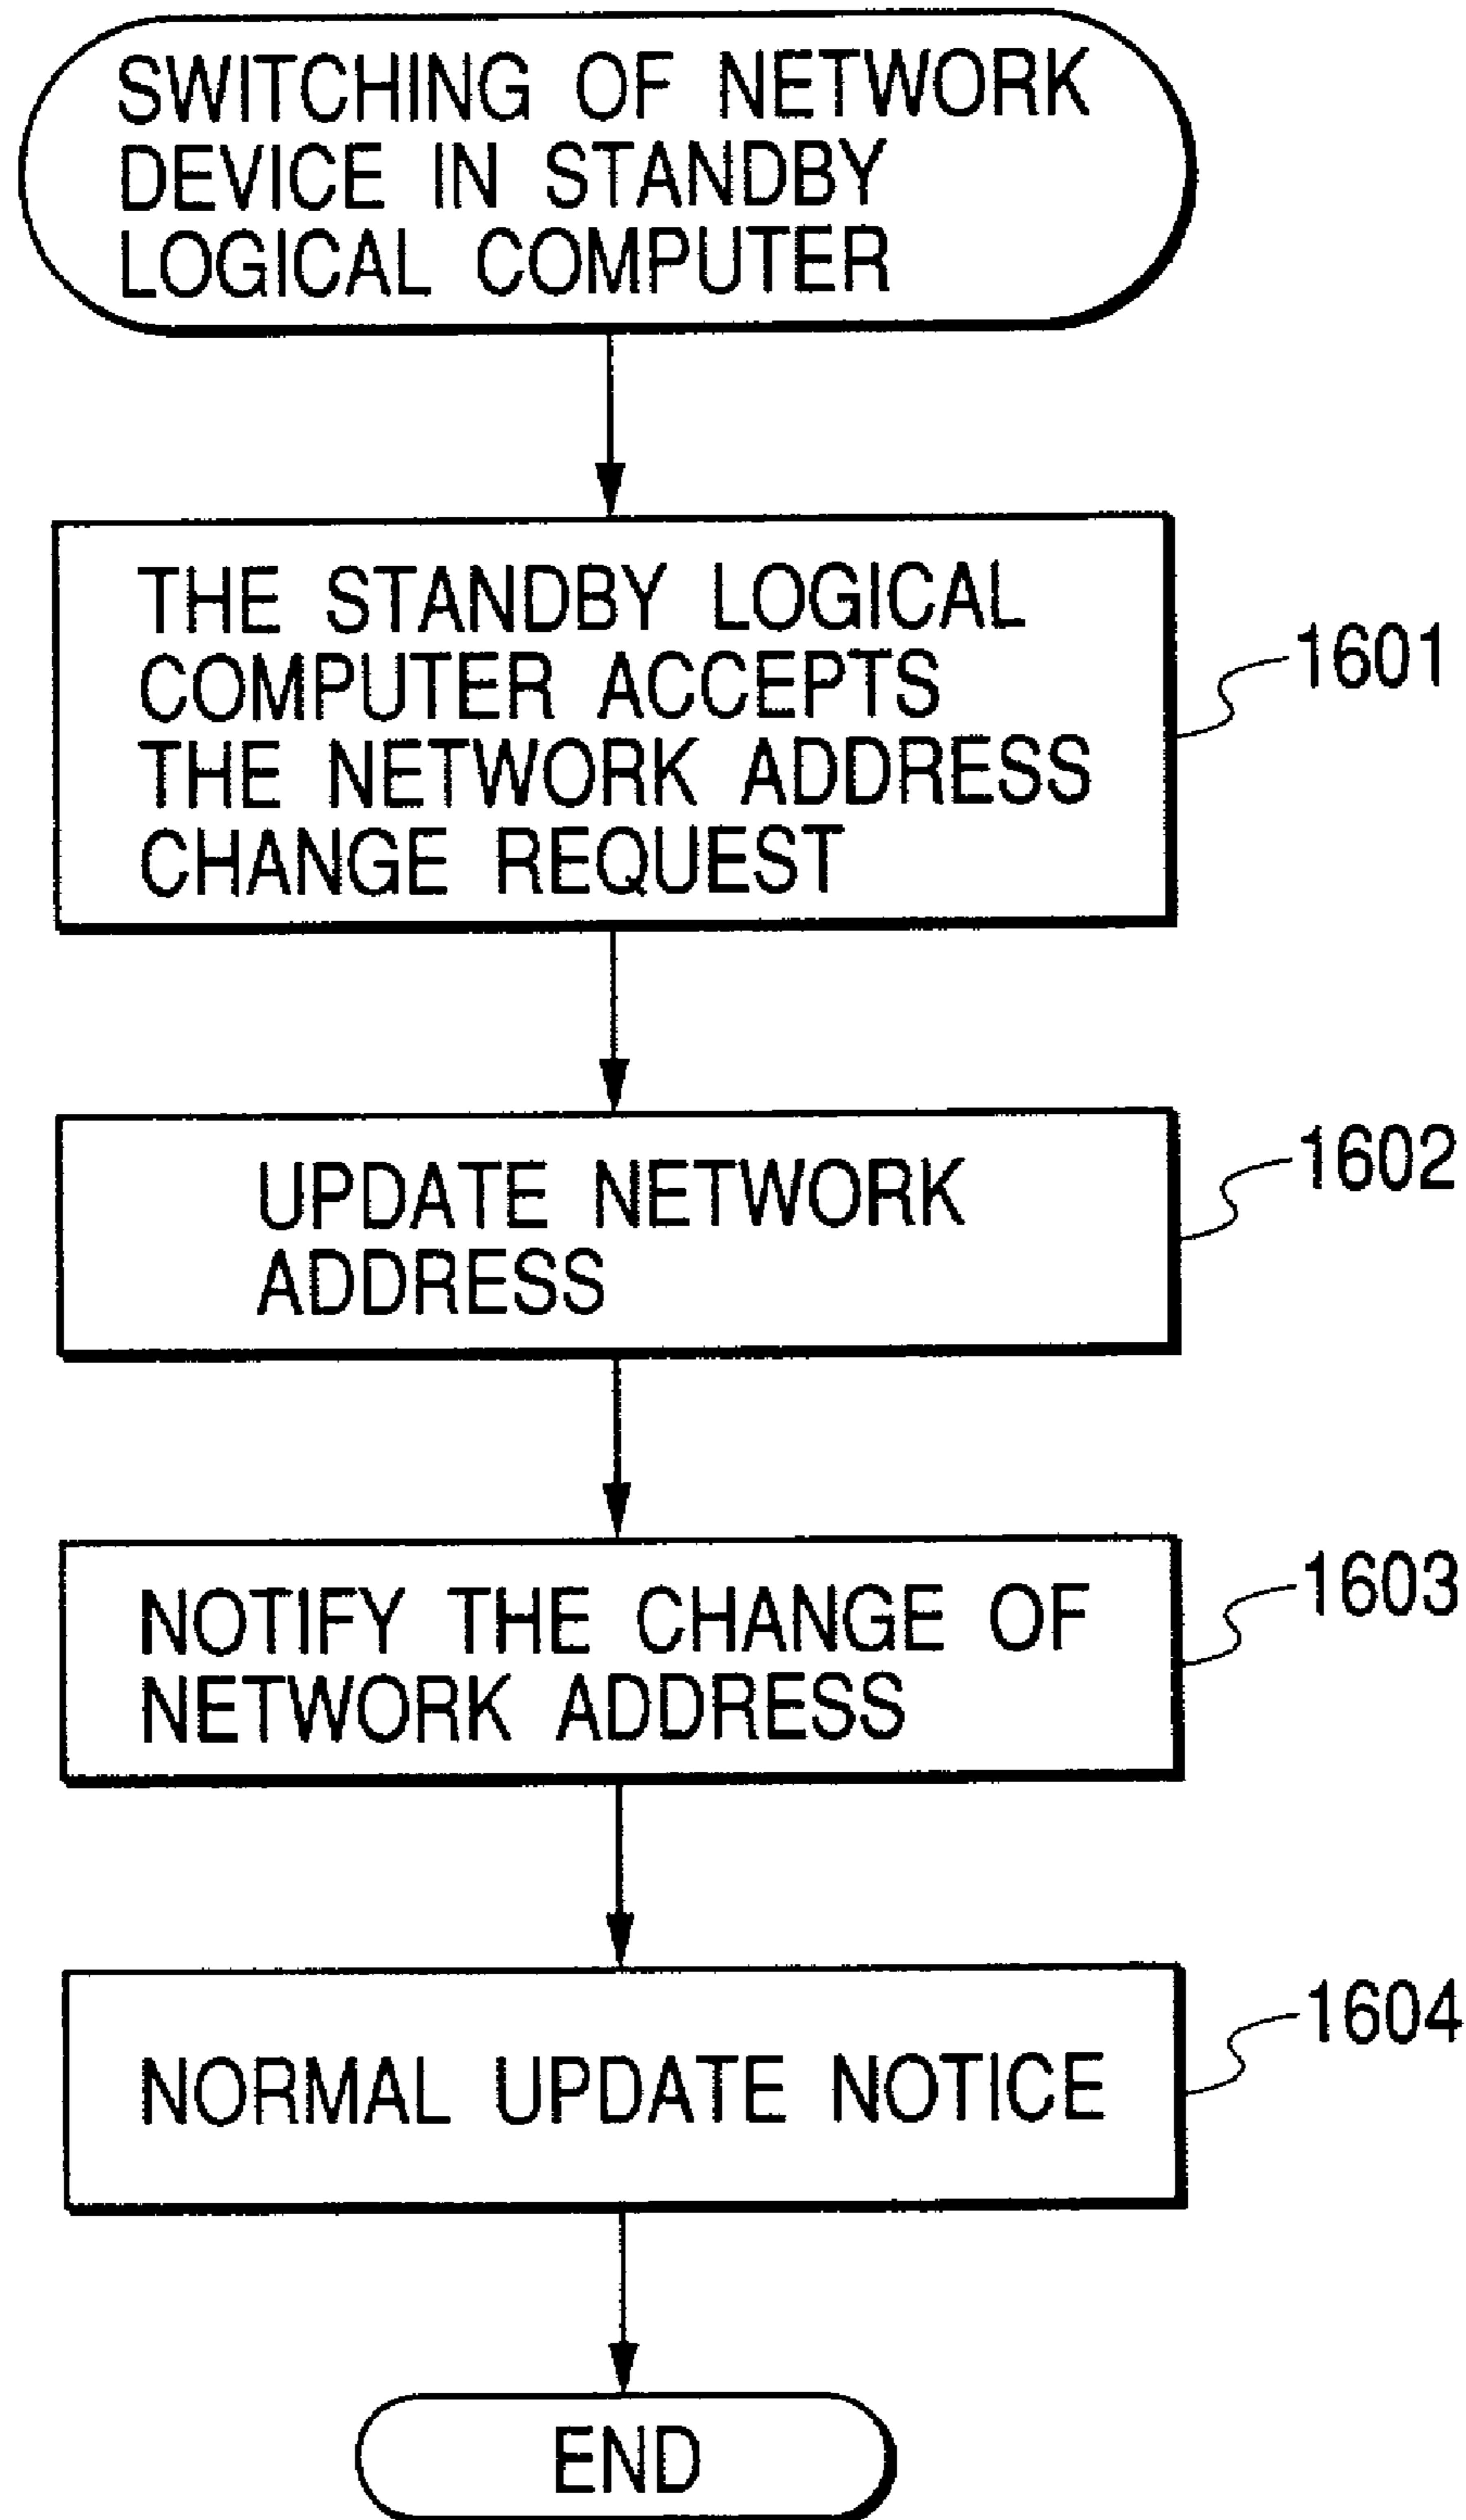 SWITCHING OF NETWORK
DEVICE IN STANDBY
LOGICAL COMPUTER
THE STANDBY LOGICAL
COMPUTER ACCEPTS
THE NETWORK ADDRESS
CHANGE REQUEST
1601
UPDATE NETWORK
ADDRESS
1602
NOTIFY THE CHANGE OF
NETWORK ADDRESS
1603
NORMAL UPDATE NOTICE
1604
END